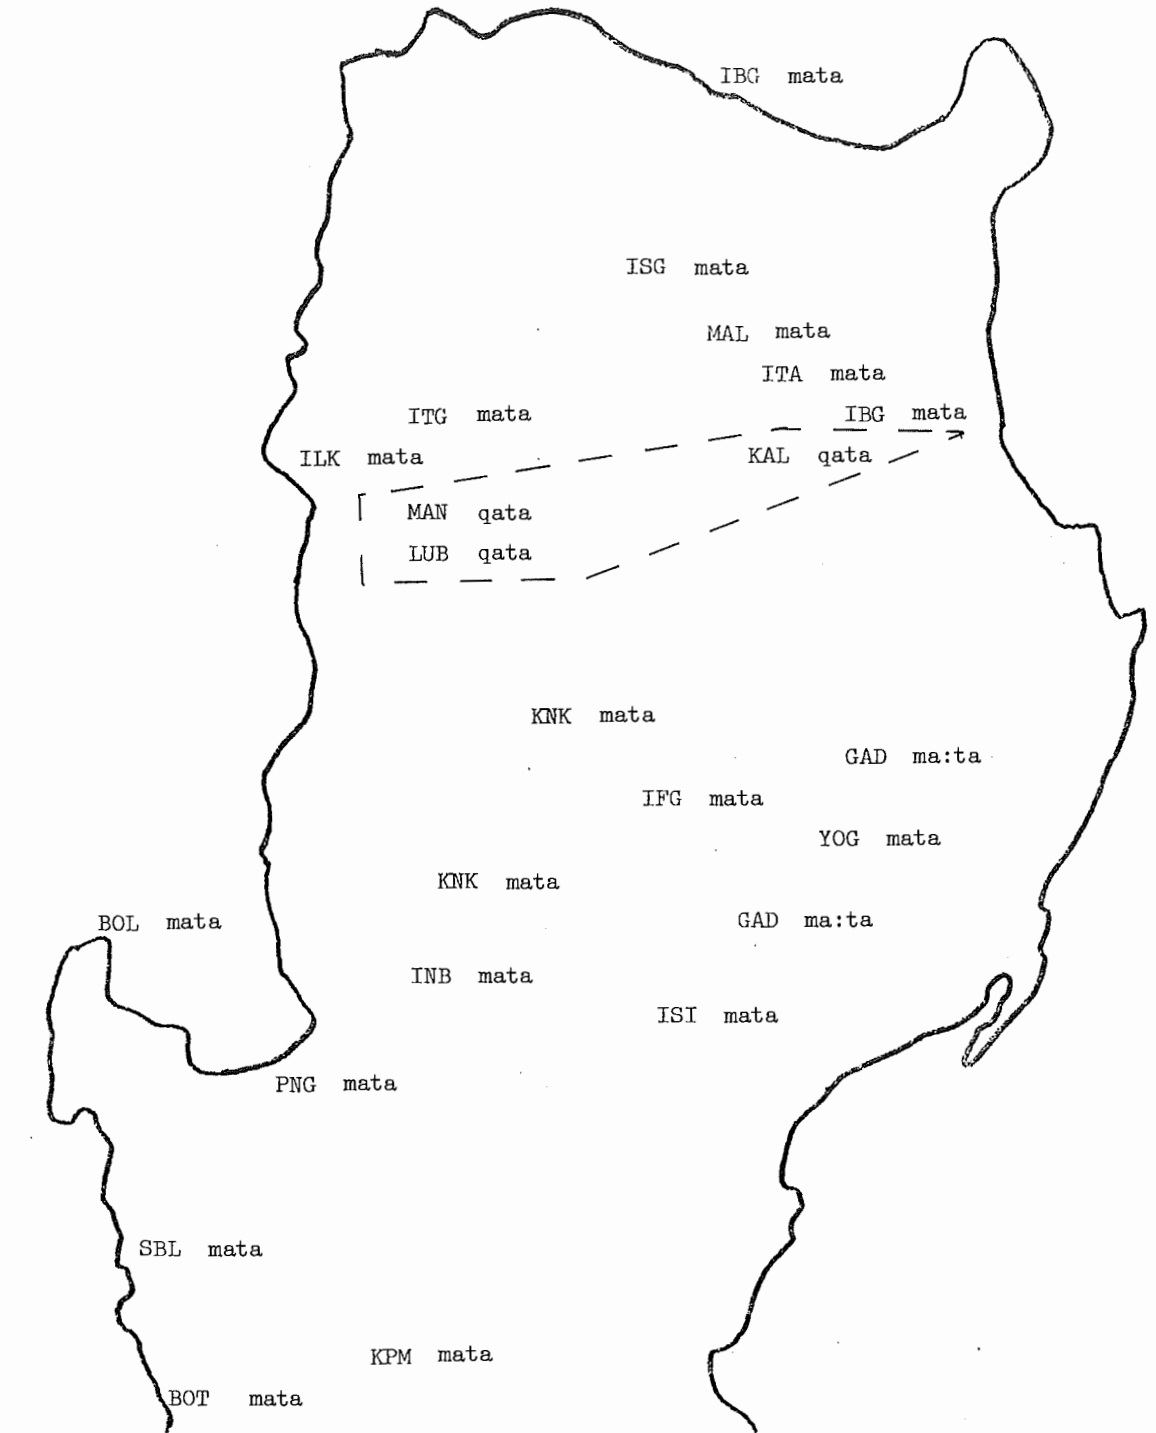 IBG mata
ISG mata
MAL mata
ITA mata
IBG mata
ITG mata
ILK mata
KAL qata
MAN qata
LUB qata
KNK mata
GAD ma:ta
IFG mata
YOG mata
KNK mata
BOL mata
GAD ma:ta
INB mata
ISI mata
PNG mata
SBL mata
KPM mata
BOT mata